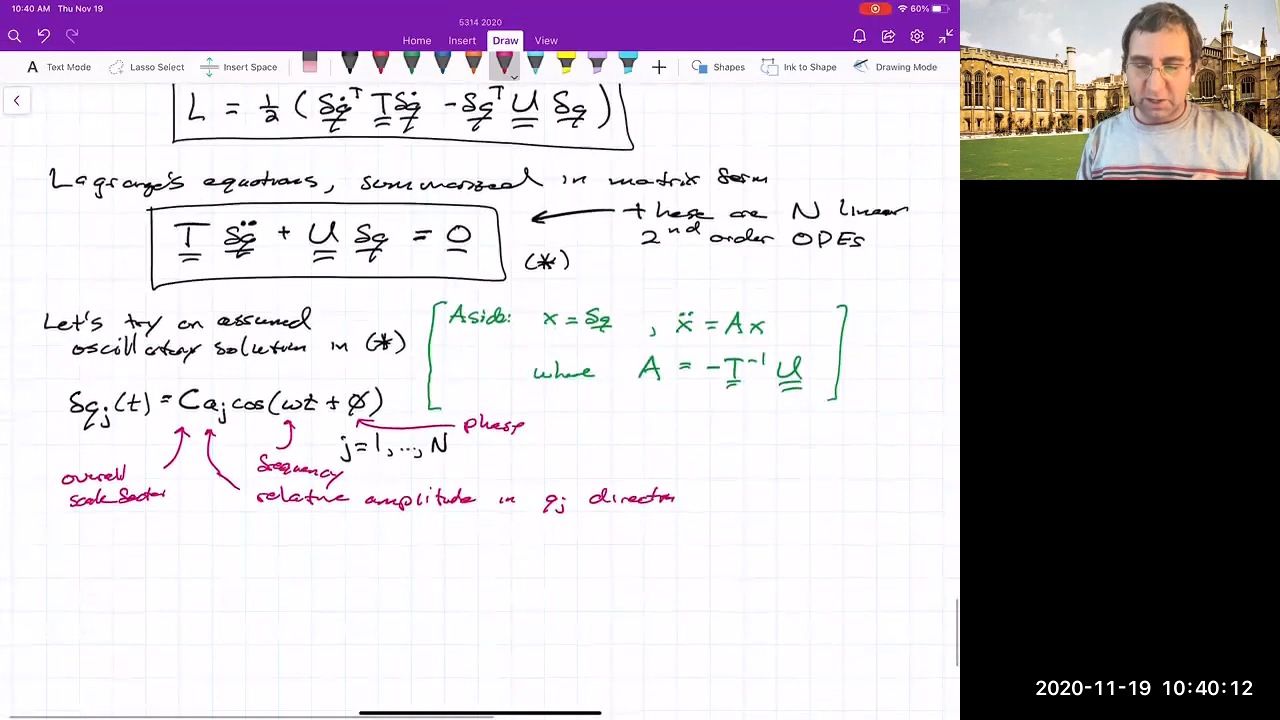 10:40 AM Thu Nov 19
60%
5314 2020
Home Insert Draw View
Text Mode Lasso Select Insert Space Shapes Ink to Shape Drawing Mode
L = ½ (δq̇ᵀ T δq̇ - δqᵀ U δq)
Lagrange's equations, summarized in matrix form
T δq̈ + U δq = 0
(*)
these are N linear
2nd order ODEs
Let's try an assumed
oscillatory solution in (*)
Aside: x = δq , ẍ = Ax
where A = -T⁻¹ U
δqⱼ(t) = C aⱼ cos(ωt + φ)
j = 1, ..., N
phase
overall
scale factor
frequency
relative amplitude in qⱼ direction
2020-11-19 10:40:12